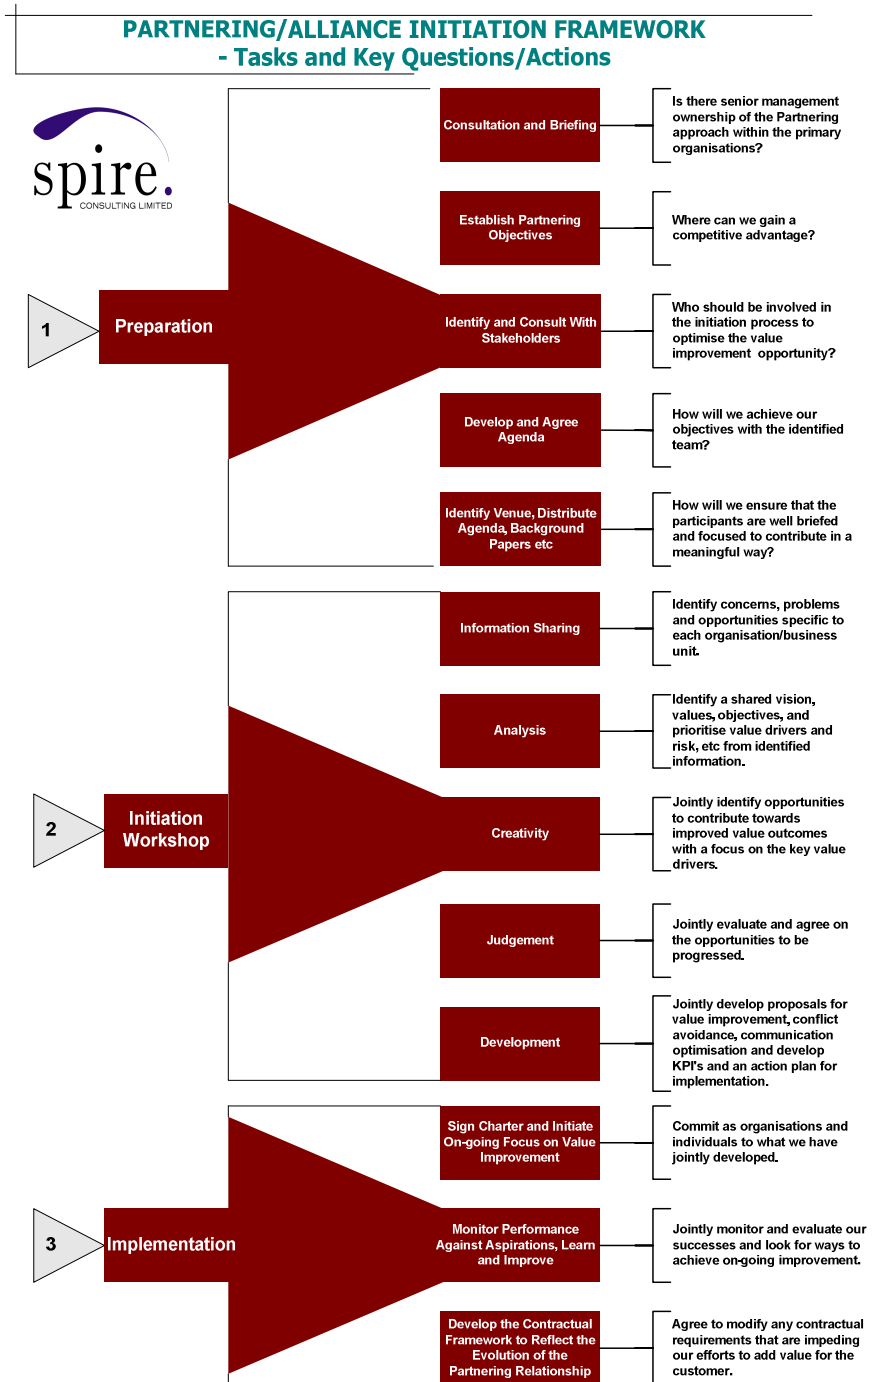 PARTNERING/ALLIANCE INITIATION FRAMEWORK
- Tasks and Key Questions/Actions
spire.
CONSULTING LIMITED
1
Preparation
Consultation and Briefing
Is there senior management
ownership of the Partnering
approach within the primary
organisations?
Establish Partnering
Objectives
Where can we gain a
competitive advantage?
Identify and Consult With
Stakeholders
Who should be involved in
the initiation process to
optimise the value
improvement opportunity?
Develop and Agree
Agenda
How will we achieve our
objectives with the identified
team?
Identify Venue, Distribute
Agenda, Background
Papers etc
How will we ensure that the
participants are well briefed
and focused to contribute in a
meaningful way?
2
Initiation
Workshop
Information Sharing
Identify concerns, problems
and opportunities specific to
each organisation/business
unit.
Analysis
Identify a shared vision,
values, objectives, and
prioritise value drivers and
risk, etc from identified
information.
Creativity
Jointly identify opportunities
to contribute towards
improved value outcomes
with a focus on the key value
drivers.
Judgement
Jointly evaluate and agree on
the opportunities to be
progressed.
Development
Jointly develop proposals for
value improvement, conflict
avoidance, communication
optimisation and develop
KPI's and an action plan for
implementation.
3
Implementation
Sign Charter and Initiate
On-going Focus on Value
Improvement
Commit as organisations and
individuals to what we have
jointly developed.
Monitor Performance
Against Aspirations, Learn
and Improve
Jointly monitor and evaluate our
successes and look for ways to
achieve on-going improvement.
Develop the Contractual
Framework to Reflect the
Evolution of the
Partnering Relationship
Agree to modify any contractual
requirements that are impeding
our efforts to add value for the
customer.